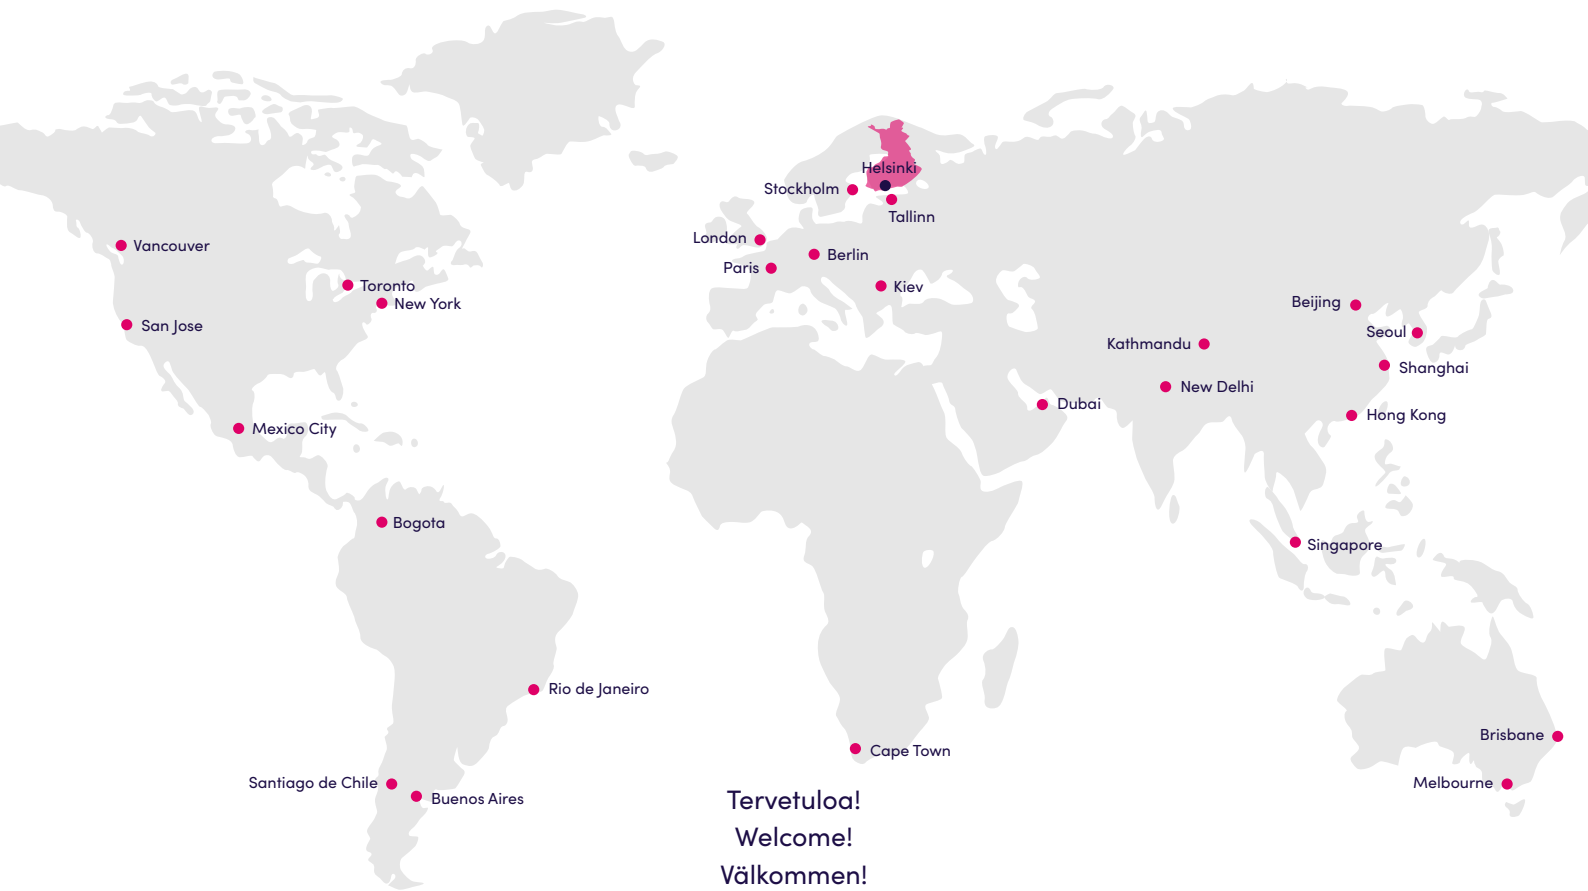 Helsinki
Stockholm
Tallinn
London
Vancouver
Berlin
Paris
Toronto
Kiev
New York
Beijing
San Jose
Seoul
Kathmandu
Shanghai
New Delhi
Dubai
Hong Kong
Mexico City
Bogota
Singapore
Rio de Janeiro
Brisbane
Cape Town
Santiago de Chile
Melbourne
Buenos Aires
Tervetuloa!
Welcome!
Välkommen!